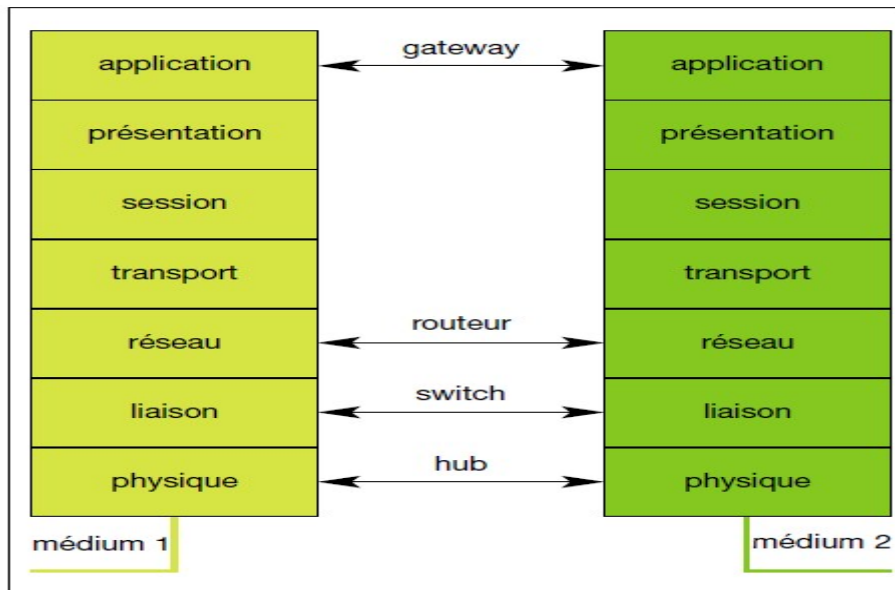 application
gateway
application
présentation
présentation
session
session
transport
transport
réseau
routeur
réseau
liaison
switch
liaison
physique
hub
physique
médium 1
médium 2